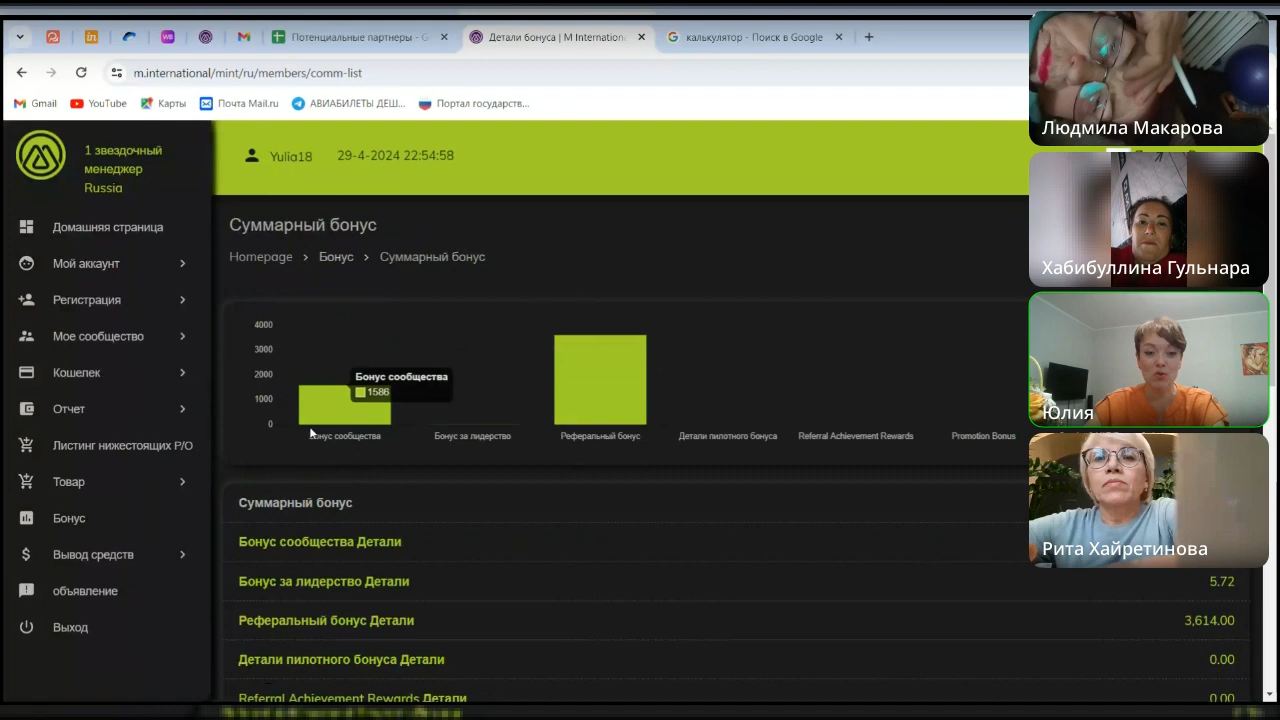 Потенциальные партнеры - G
Детали бонуса | M Internation
калькулятор - Поиск в Google
m.international/mint/ru/members/comm-list
Gmail
YouTube
Карты
Почта Mail.ru
АВИАБИЛЕТЫ ДЕШ...
Портал государств...
1 звездочный
менеджер
Russia
Yulia18
29-4-2024 22:54:58
Домашняя страница
Мой аккаунт
Регистрация
Мое сообщество
Кошелек
Отчет
Листинг нижестоящих P/O
Товар
Бонус
Вывод средств
объявление
Выход
Суммарный бонус
Homepage › Бонус › Суммарный бонус
4000
3000
2000
1000
0
Бонус сообщества
1586
Бонус сообщества
Бонус за лидерство
Реферальный бонус
Детали пилотного бонуса
Referral Achievement Rewards
Promotion Bonus
Суммарный бонус
Бонус сообщества Детали
Бонус за лидерство Детали
5.72
Реферальный бонус Детали
3,614.00
Детали пилотного бонуса Детали
0.00
Referral Achievement Rewards Детали
0.00
Людмила Макарова
Хабибуллина Гульнара
Юлия
Рита Хайретинова